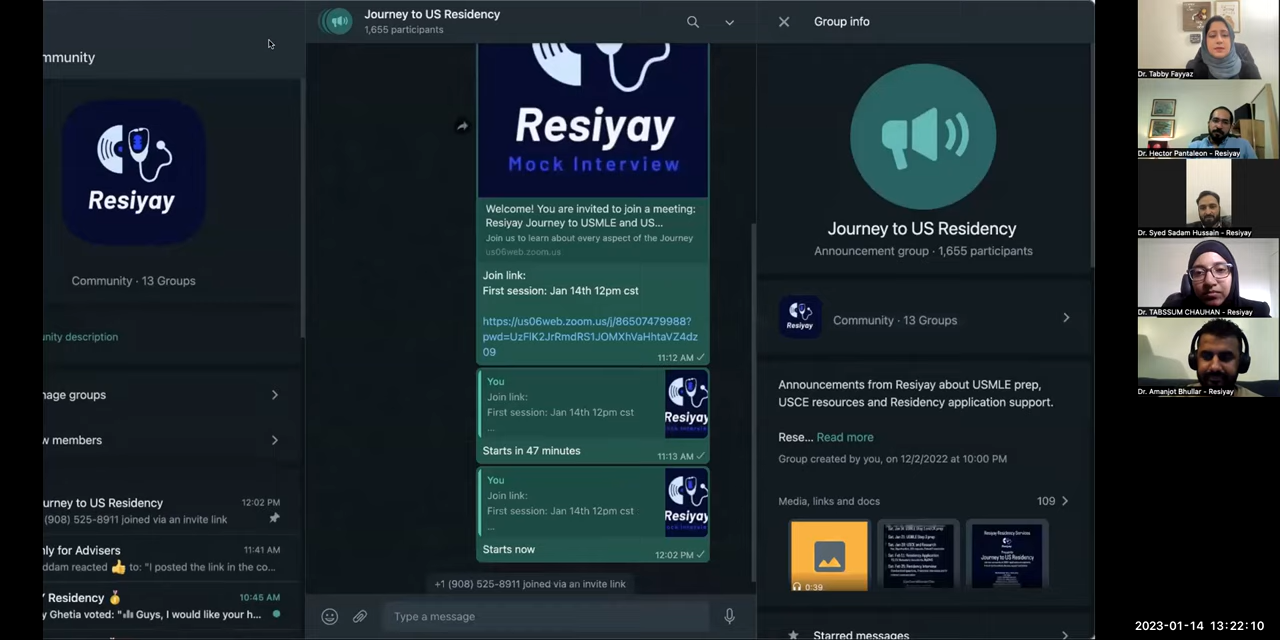 mmunity
Resiyay
Community · 13 Groups
unity description
nage groups
w members
urney to US Residency
12:02 PM
(908) 525-8911 joined via an invite link
nly for Advisers
11:41 AM
ddam reacted 👍 to: "I posted the link in the co...
Residency 🏅
10:45 AM
y Ghetia voted: "Guys, I would like your h...
Journey to US Residency
1,655 participants
Resiyay
Mock Interview
Welcome! You are invited to join a meeting:
Resiyay Journey to USMLE and US...
Join us to learn about every aspect of the Journey
us06web.zoom.us
Join link:
First session: Jan 14th 12pm cst
https://us06web.zoom.us/j/86507479988?
pwd=UzFIK2JrRmdRS1JOMXhVaHhtaVZ4dz
09
11:12 AM
You
Join link:
First session: Jan 14th 12pm cst
...
Resiyay
Starts in 47 minutes
11:13 AM
You
Join link:
First session: Jan 14th 12pm cst
...
Resiyay
Starts now
12:02 PM
+1 (908) 525-8911 joined via an invite link
Type a message
Group info
Journey to US Residency
Announcement group · 1,655 participants
Resiyay
Community · 13 Groups
Announcements from Resiyay about USMLE prep,
USCE resources and Residency application support.
Rese... Read more
Group created by you, on 12/2/2022 at 10:00 PM
Media, links and docs
109
0:39
Journey to US Residency
Starred messages
Dr. Tabby Fayyaz
Dr. Hector Pantaleon - Resiyay
Dr. Syed Sadam Hussain - Resiyay
Dr. TABSSUM CHAUHAN - Resiyay
Dr. Amanjot Bhullar - Resiyay
2023-01-14 13:22:10